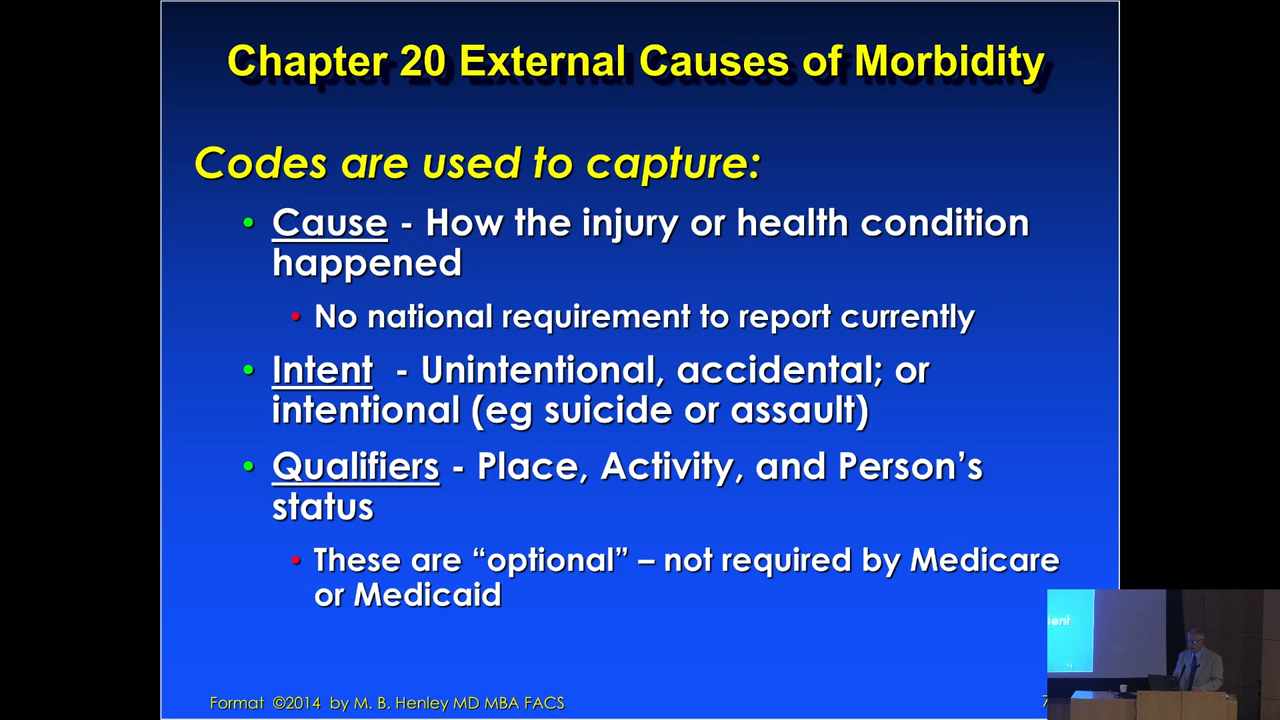 Chapter 20 External Causes of Morbidity
Codes are used to capture:
• Cause - How the injury or health condition
happened
• No national requirement to report currently
• Intent - Unintentional, accidental; or
intentional (eg suicide or assault)
• Qualifiers - Place, Activity, and Person’s
status
• These are “optional” – not required by Medicare
or Medicaid
Format ©2014 by M. B. Henley MD MBA FACS